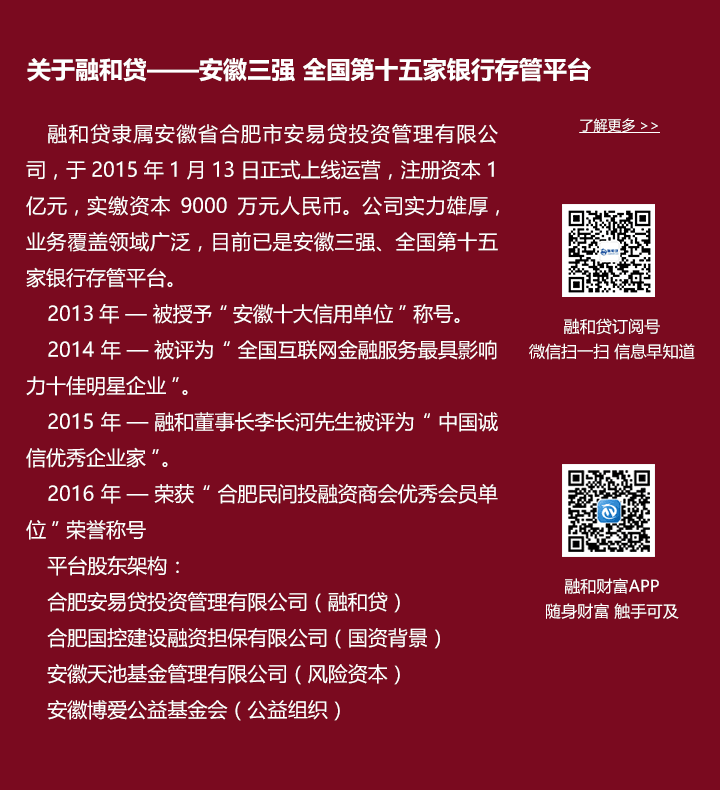 关于融和贷——安徽三强 全国第十五家银行存管平台
融和贷隶属安徽省合肥市安易贷投资管理有限公
司，于 2015 年 1 月 13 日正式上线运营，注册资本 1
亿元，实缴资本 9000 万元人民币。公司实力雄厚，
业务覆盖领域广泛，目前已是安徽三强、全国第十五
家银行存管平台。
2013 年 — 被授予 “ 安徽十大信用单位 ” 称号。
2014 年 — 被评为 “ 全国互联网金融服务最具影响
力十佳明星企业 ”。
2015 年 — 融和董事长李长河先生被评为 “ 中国诚
信优秀企业家 ”。
2016 年 — 荣获 “ 合肥民间投融资商会优秀会员单
位 ” 荣誉称号
平台股东架构：
合肥安易贷投资管理有限公司（融和贷）
合肥国控建设融资担保有限公司（国资背景）
安徽天池基金管理有限公司（风险资本）
安徽博爱公益基金会（公益组织）
了解更多 >>
融和贷订阅号
微信扫一扫 信息早知道
融和财富APP
随身财富 触手可及